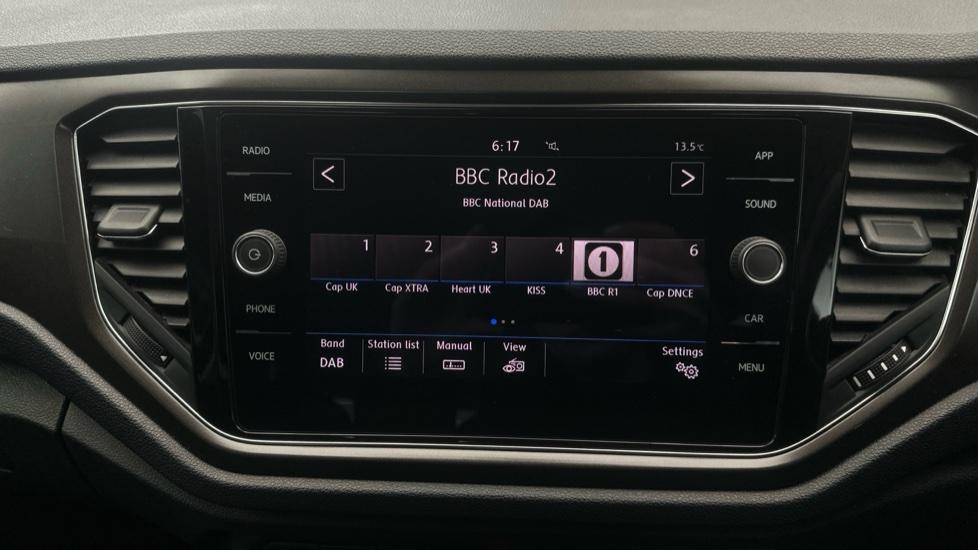 RADIO
MEDIA
PHONE
VOICE
6:17
13.5°C
<
BBC Radio2
>
BBC National DAB
1
2
3
4
1
6
Cap UK
Cap XTRA
Heart UK
KISS
BBC R1
Cap DNCE
Band
DAB
Station list
Manual
View
Settings
APP
SOUND
CAR
MENU